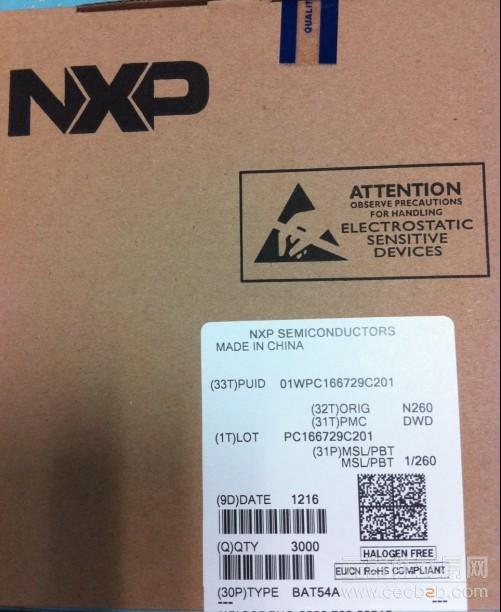 QUALIT
NXP
ATTENTION
OBSERVE PRECAUTIONS
FOR HANDLING
ELECTROSTATIC
SENSITIVE
DEVICES
NXP SEMICONDUCTORS
MADE IN CHINA
(33T)PUID 01WPC166729C201
(32T)ORIG N260
(31T)PMC DWD
(1T)LOT PC166729C201
(31P)MSL/PBT
MSL/PBT 1/260
(9D)DATE 1216
(Q)QTY 3000
HALOGEN FREE
EU/CN RoHS COMPLIANT
(30P)TYPE BAT54A
www.cecb2b.com